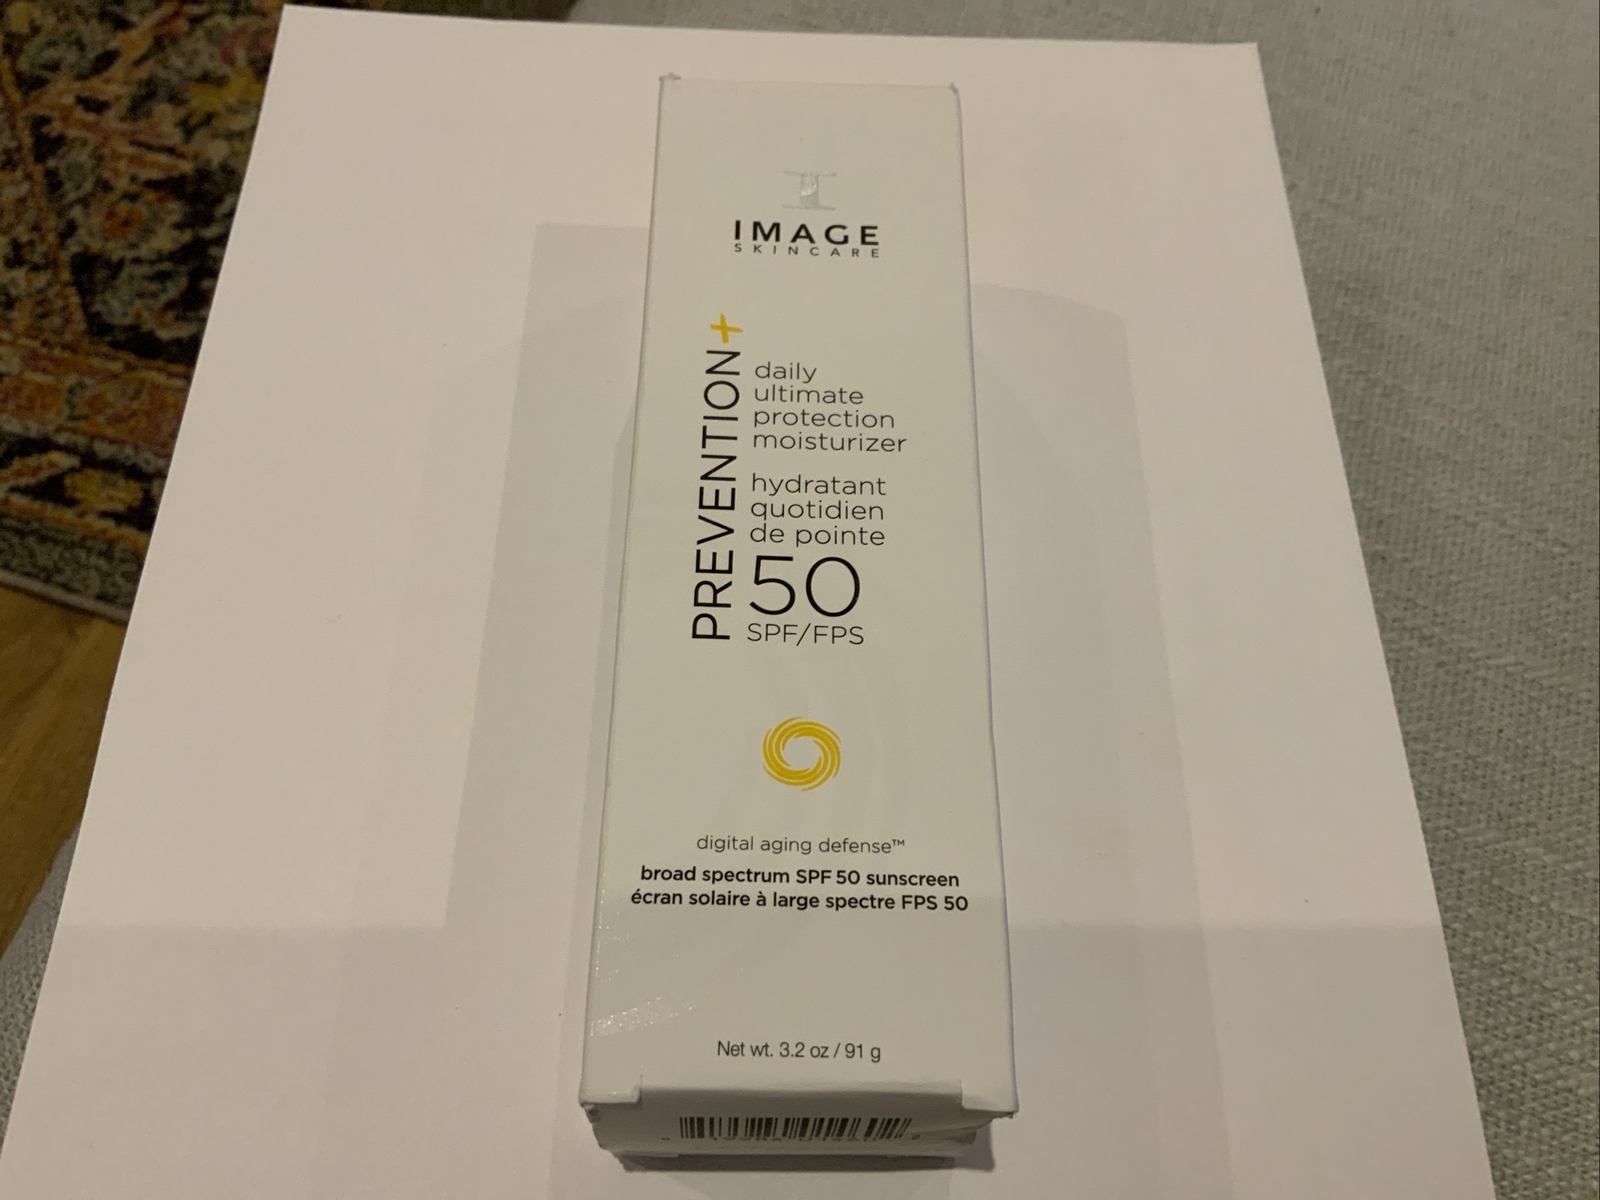 IMAGE
SKINCARE
PREVENTION+
daily
ultimate
protection
moisturizer
hydratant
quotidien
de pointe
50
SPF/FPS
digital aging defense™
broad spectrum SPF 50 sunscreen
écran solaire à large spectre FPS 50
Net wt. 3.2 oz / 91 g